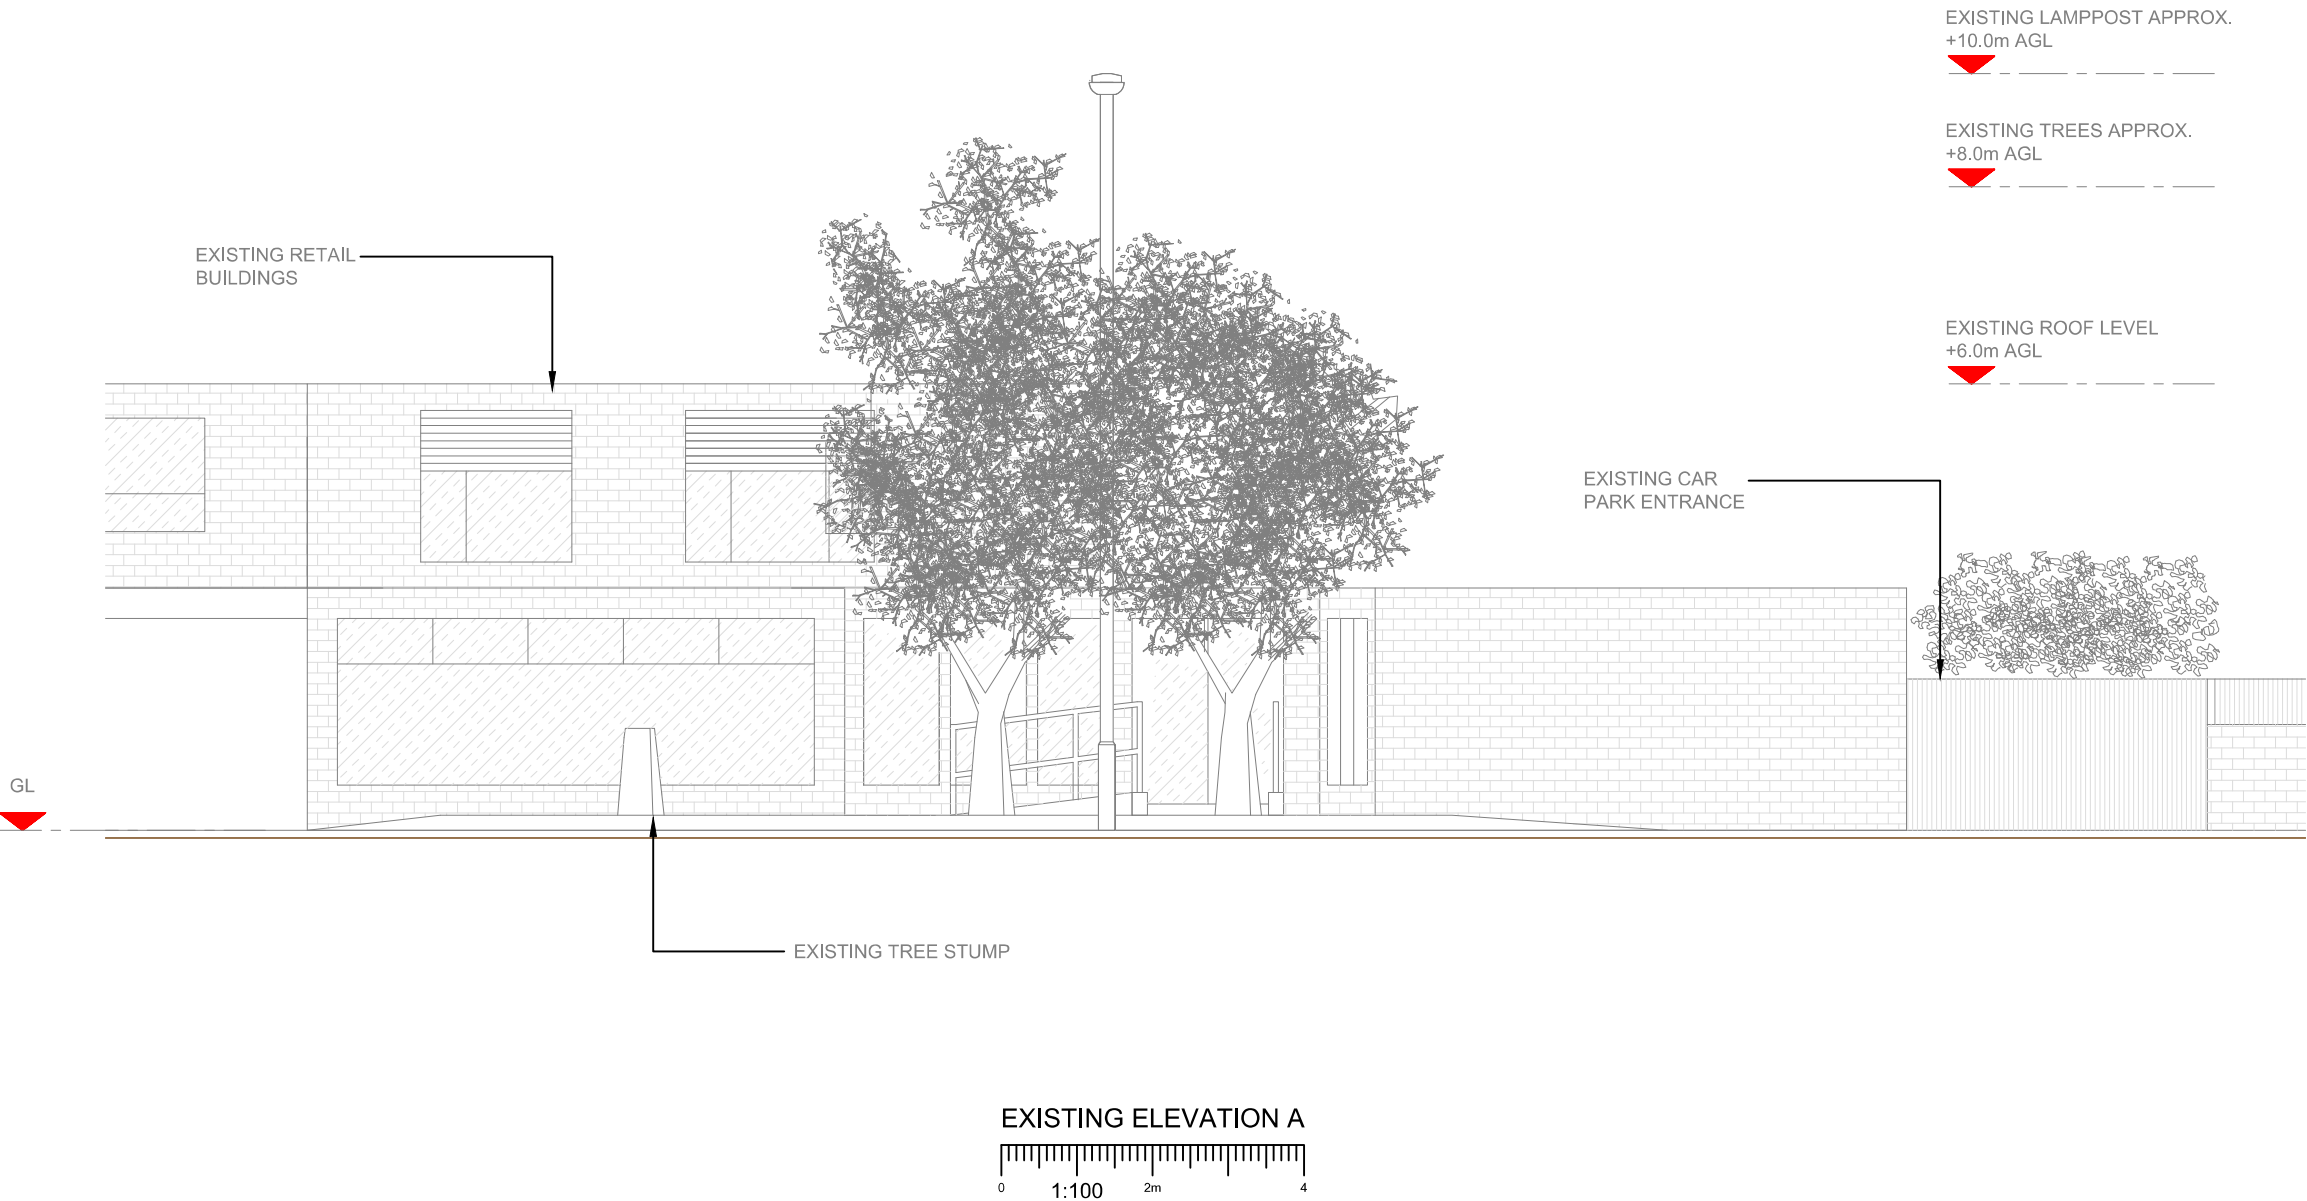 EXISTING LAMPPOST APPROX.
+10.0m AGL
EXISTING TREES APPROX.
+8.0m AGL
EXISTING RETAIL
BUILDINGS
EXISTING ROOF LEVEL
+6.0m AGL
EXISTING CAR
PARK ENTRANCE
GL
EXISTING TREE STUMP
EXISTING ELEVATION A
0 1:100 2m 4